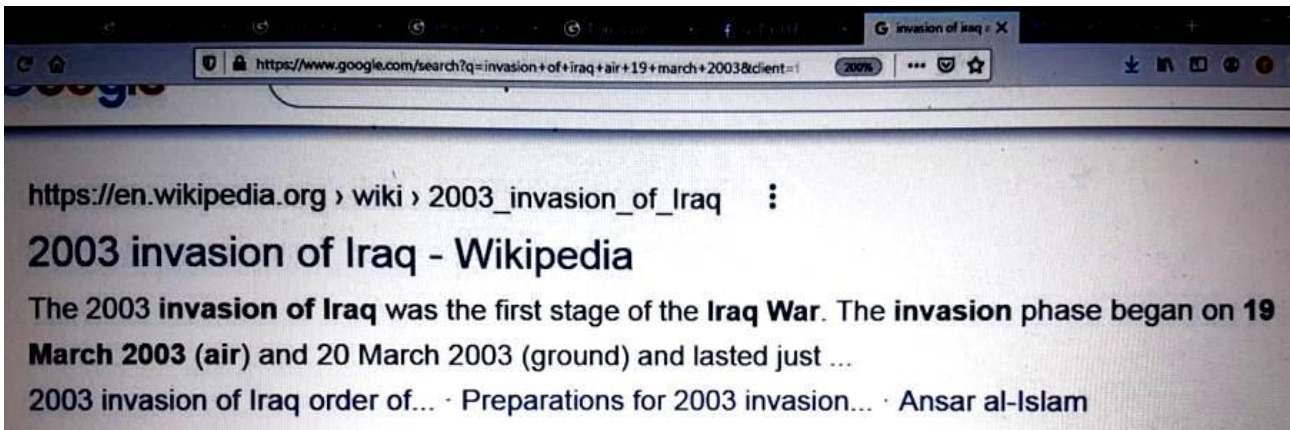 G invasion of iraq a X
https://www.google.com/search?q=invasion+of+iraq+air+19+march+2003&client= 200%
Google
https://en.wikipedia.org › wiki › 2003_invasion_of_Iraq
2003 invasion of Iraq - Wikipedia
The 2003 invasion of Iraq was the first stage of the Iraq War. The invasion phase began on 19
March 2003 (air) and 20 March 2003 (ground) and lasted just ...
2003 invasion of Iraq order of... · Preparations for 2003 invasion... · Ansar al-Islam